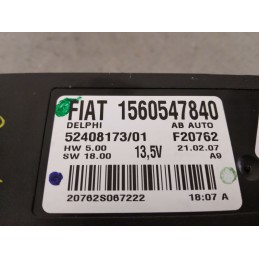 FIAT 1560547840
DELPHI AB AUTO
52408173/01 F20762
HW 5.00 13,5V 21.02.07
SW 18.00 A9
20762S067222 18:07 A